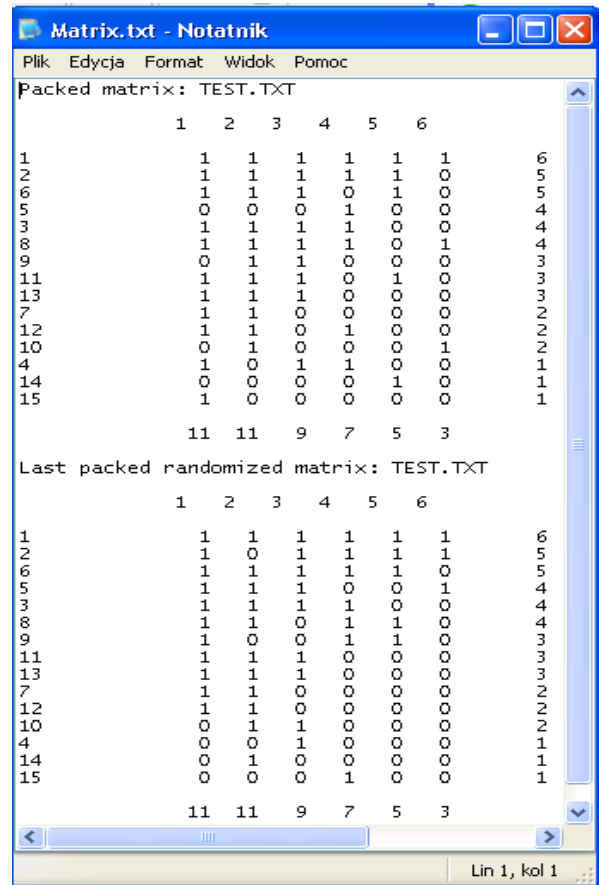 Matrix.txt - Notatnik
Plik Edycja Format Widok Pomoc
Packed matrix: TEST.TXT
1 2 3 4 5 6
1 1 1 1 1 1 1 6
2 1 1 1 1 1 0 5
6 1 1 1 0 1 0 5
5 0 0 0 1 0 0 4
3 1 1 1 1 0 0 4
8 1 1 1 1 0 1 4
9 0 1 1 0 0 0 3
11 1 1 1 0 1 0 3
13 1 1 1 0 0 0 3
7 1 1 0 0 0 0 2
12 1 1 0 1 0 0 2
10 0 1 0 0 0 1 2
4 1 0 1 1 0 0 1
14 0 0 0 0 1 0 1
15 1 0 0 0 0 0 1
11 11 9 7 5 3
Last packed randomized matrix: TEST.TXT
1 2 3 4 5 6
1 1 1 1 1 1 1 6
2 1 0 1 1 1 1 5
6 1 1 1 1 1 0 5
5 1 1 1 0 0 1 4
3 1 1 1 1 0 0 4
8 1 1 0 1 1 0 4
9 1 0 0 1 1 0 3
11 1 1 1 0 0 0 3
13 1 1 1 0 0 0 3
7 1 1 0 0 0 0 2
12 1 1 0 0 0 0 2
10 0 1 1 0 0 0 2
4 0 0 1 0 0 0 1
14 0 1 0 0 0 0 1
15 0 0 0 1 0 0 1
11 11 9 7 5 3
Lin 1, kol 1